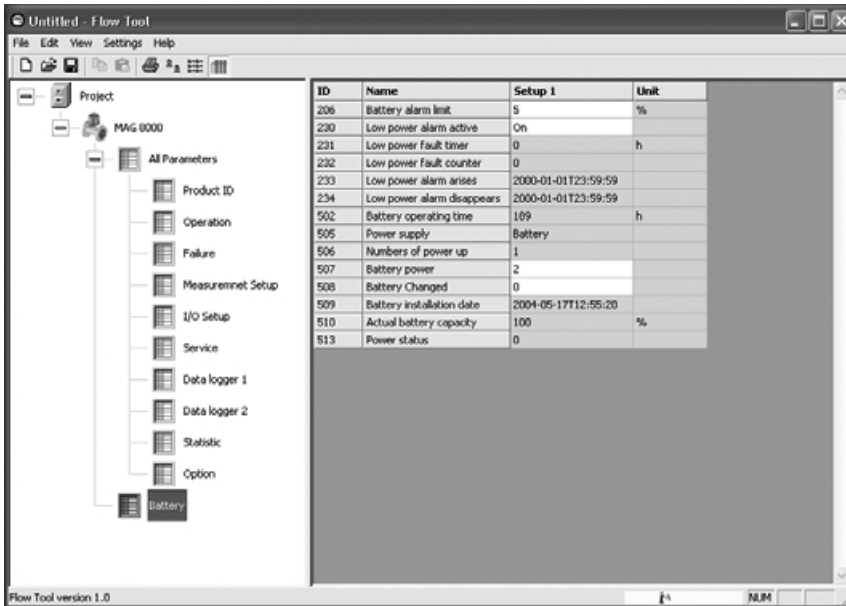 Untitled - Flow Tool
File Edit View Settings Help
Project
MAG 8000
All Parameters
Product ID
Operation
Failure
Measuremnet Setup
I/O Setup
Service
Data logger 1
Data logger 2
Statistic
Option
Battery
ID Name Setup 1 Unit
206 Battery alarm limit 5 %
230 Low power alarm active On
231 Low power fault timer 0 h
232 Low power fault counter 0
233 Low power alarm arises 2000-01-01T23:59:59
234 Low power alarm disappears 2000-01-01T23:59:59
502 Battery operating time 189 h
505 Power supply Battery
506 Numbers of power up 1
507 Battery power 2
508 Battery Changed 0
509 Battery installation date 2004-05-17T12:55:20
510 Actual battery capacity 100 %
513 Power status 0
Flow Tool version 1.0
NUM